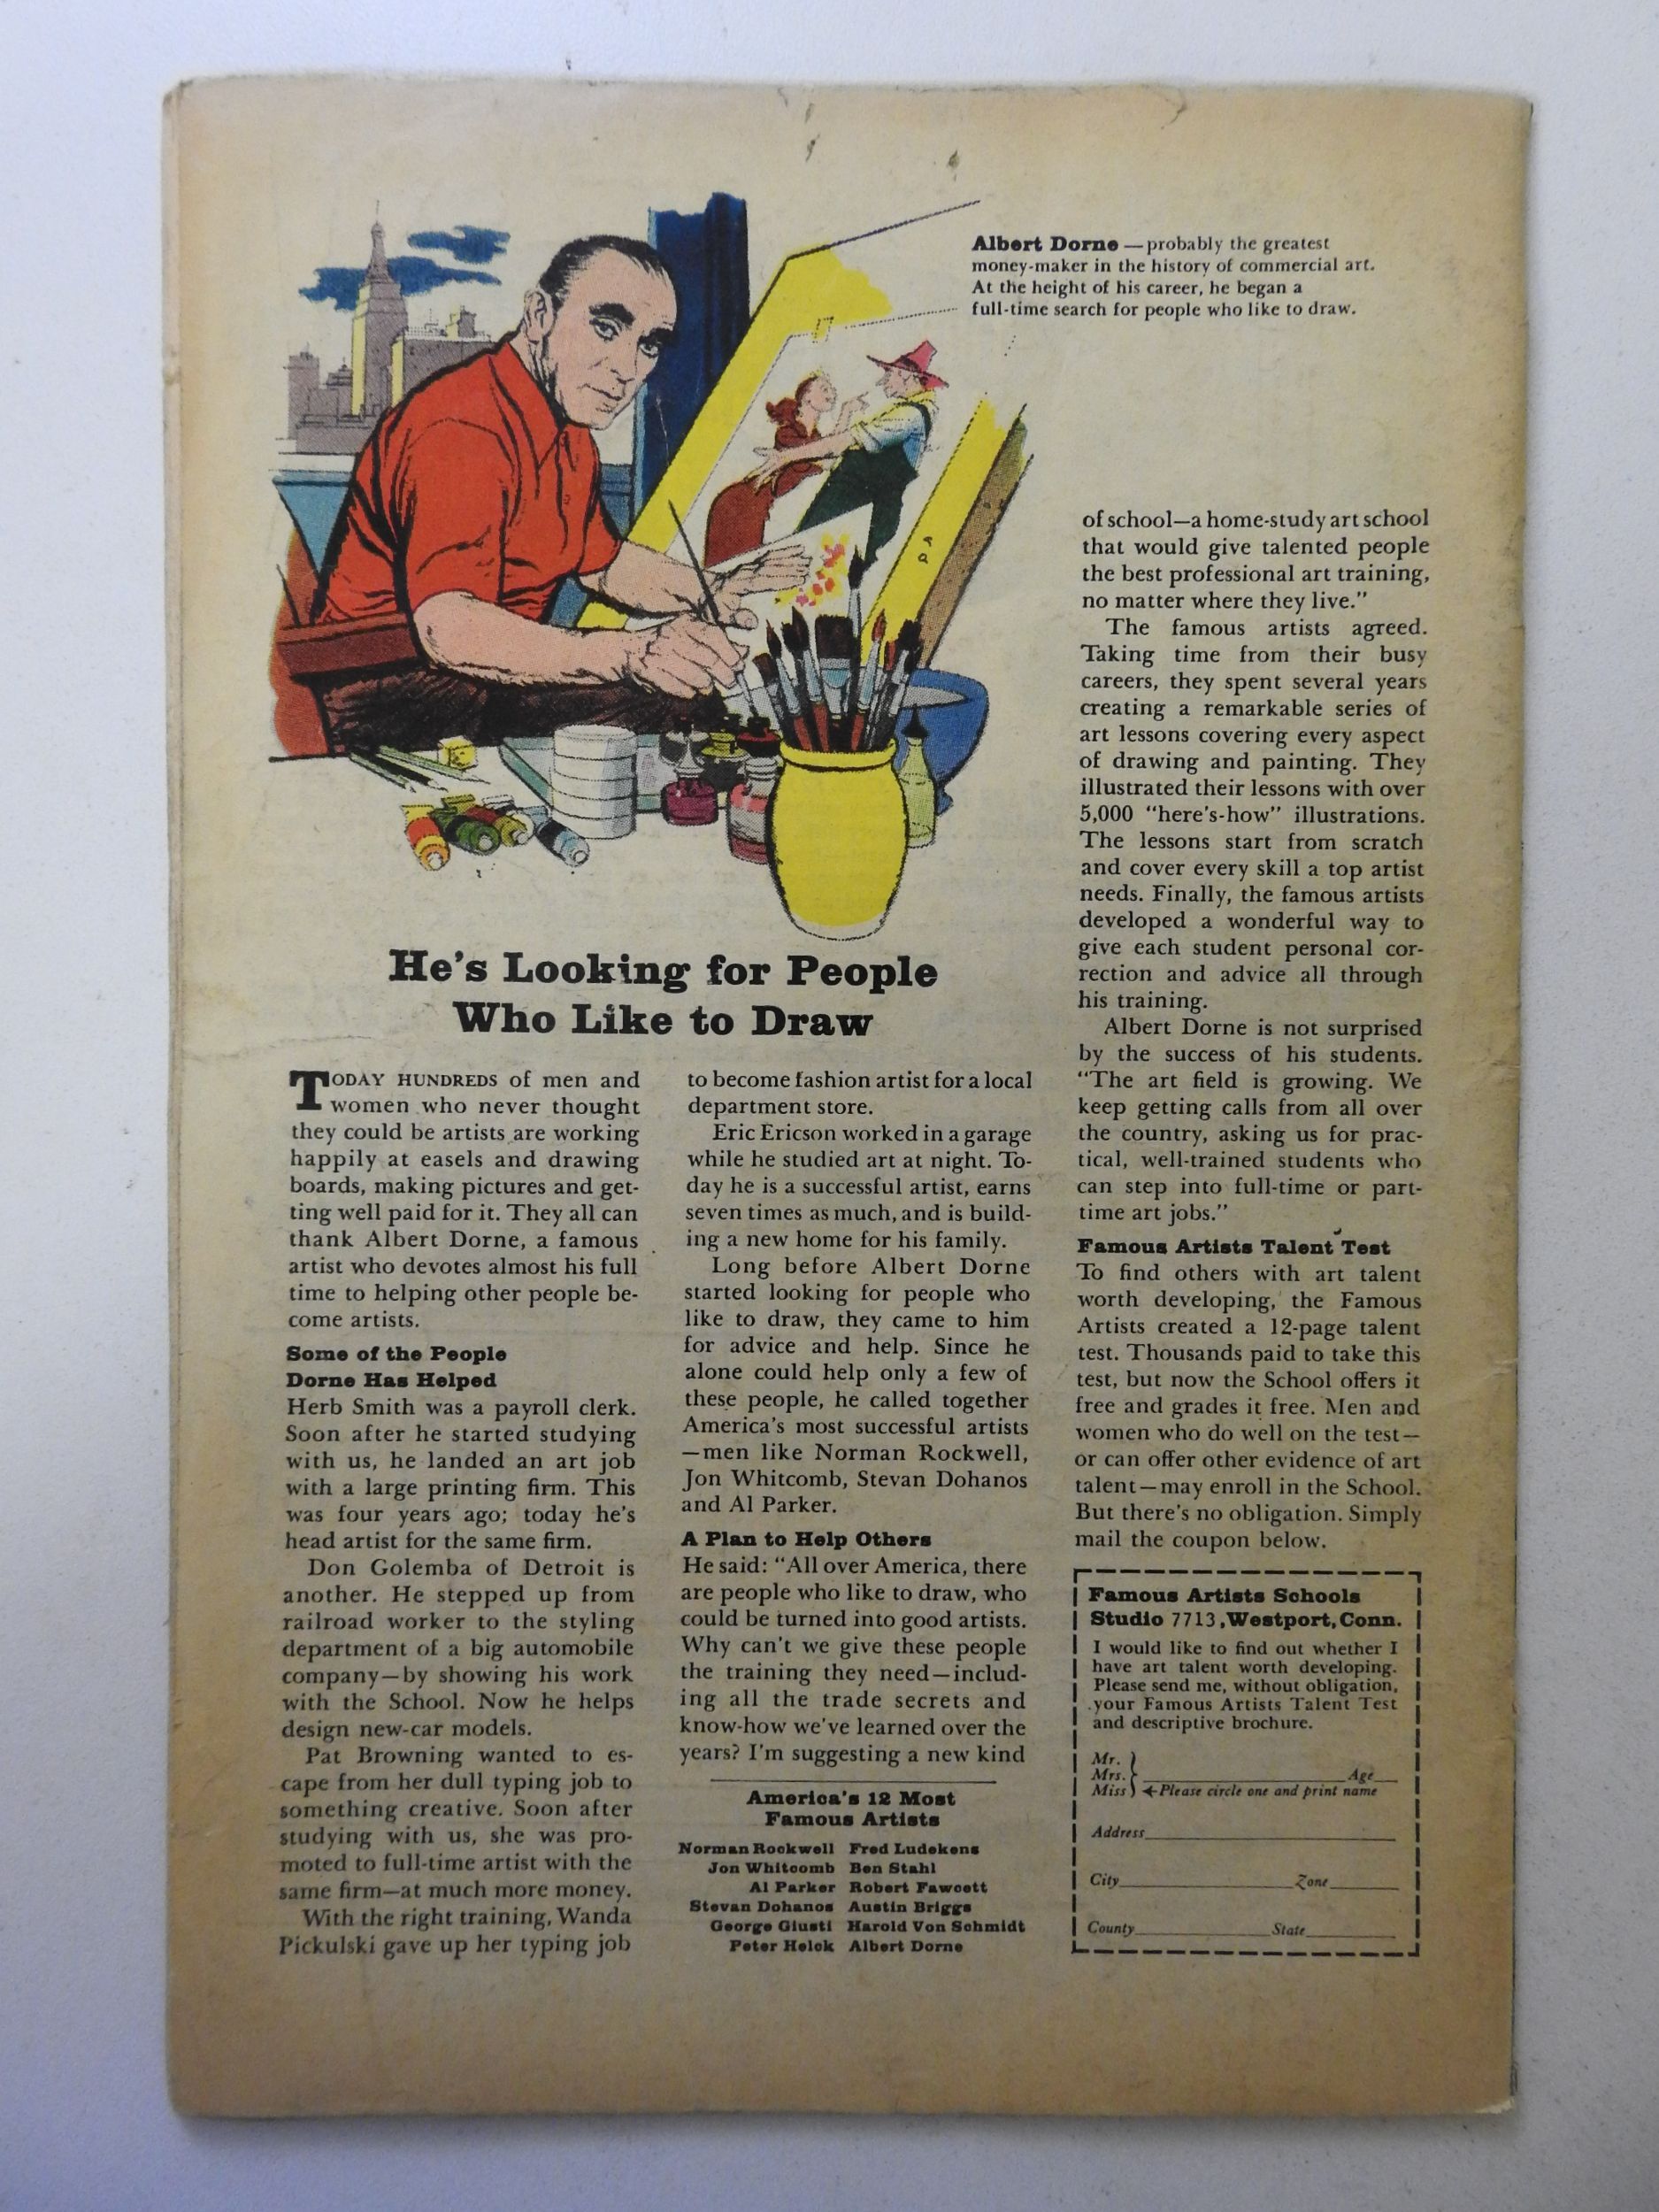 Albert Dorne — probably the greatest
money-maker in the history of commercial art.
At the height of his career, he began a
full-time search for people who like to draw.
He's Looking for People
Who Like to Draw
TODAY HUNDREDS of men and
women who never thought
they could be artists are working
happily at easels and drawing
boards, making pictures and get-
ting well paid for it. They all can
thank Albert Dorne, a famous
artist who devotes almost his full
time to helping other people be-
come artists.
Some of the People
Dorne Has Helped
Herb Smith was a payroll clerk.
Soon after he started studying
with us, he landed an art job
with a large printing firm. This
was four years ago; today he's
head artist for the same firm.
Don Golemba of Detroit is
another. He stepped up from
railroad worker to the styling
department of a big automobile
company—by showing his work
with the School. Now he helps
design new-car models.
Pat Browning wanted to es-
cape from her dull typing job to
something creative. Soon after
studying with us, she was pro-
moted to full-time artist with the
same firm—at much more money.
With the right training, Wanda
Pickulski gave up her typing job
to become fashion artist for a local
department store.
Eric Ericson worked in a garage
while he studied art at night. To-
day he is a successful artist, earns
seven times as much, and is build-
ing a new home for his family.
Long before Albert Dorne
started looking for people who
like to draw, they came to him
for advice and help. Since he
alone could help only a few of
these people, he called together
America's most successful artists
—men like Norman Rockwell,
Jon Whitcomb, Stevan Dohanos
and Al Parker.
A Plan to Help Others
He said: "All over America, there
are people who like to draw, who
could be turned into good artists.
Why can't we give these people
the training they need—includ-
ing all the trade secrets and
know-how we've learned over the
years? I'm suggesting a new kind
America's 12 Most
Famous Artists
Norman Rockwell Fred Ludekens
Jon Whitcomb Ben Stahl
Al Parker Robert Fawcett
Stevan Dohanos Austin Briggs
George Giusti Harold Von Schmidt
Peter Helck Albert Dorne
of school—a home-study art school
that would give talented people
the best professional art training,
no matter where they live."
The famous artists agreed.
Taking time from their busy
careers, they spent several years
creating a remarkable series of
art lessons covering every aspect
of drawing and painting. They
illustrated their lessons with over
5,000 "here's-how" illustrations.
The lessons start from scratch
and cover every skill a top artist
needs. Finally, the famous artists
developed a wonderful way to
give each student personal cor-
rection and advice all through
his training.
Albert Dorne is not surprised
by the success of his students.
"The art field is growing. We
keep getting calls from all over
the country, asking us for prac-
tical, well-trained students who
can step into full-time or part-
time art jobs."
Famous Artists Talent Test
To find others with art talent
worth developing, the Famous
Artists created a 12-page talent
test. Thousands paid to take this
test, but now the School offers it
free and grades it free. Men and
women who do well on the test—
or can offer other evidence of art
talent—may enroll in the School.
But there's no obligation. Simply
mail the coupon below.
Famous Artists Schools
Studio 7713, Westport, Conn.
I would like to find out whether I
have art talent worth developing.
Please send me, without obligation,
your Famous Artists Talent Test
and descriptive brochure.
Mr.
Mrs. Age
Miss Please circle one and print name
Address
City Zone
County State